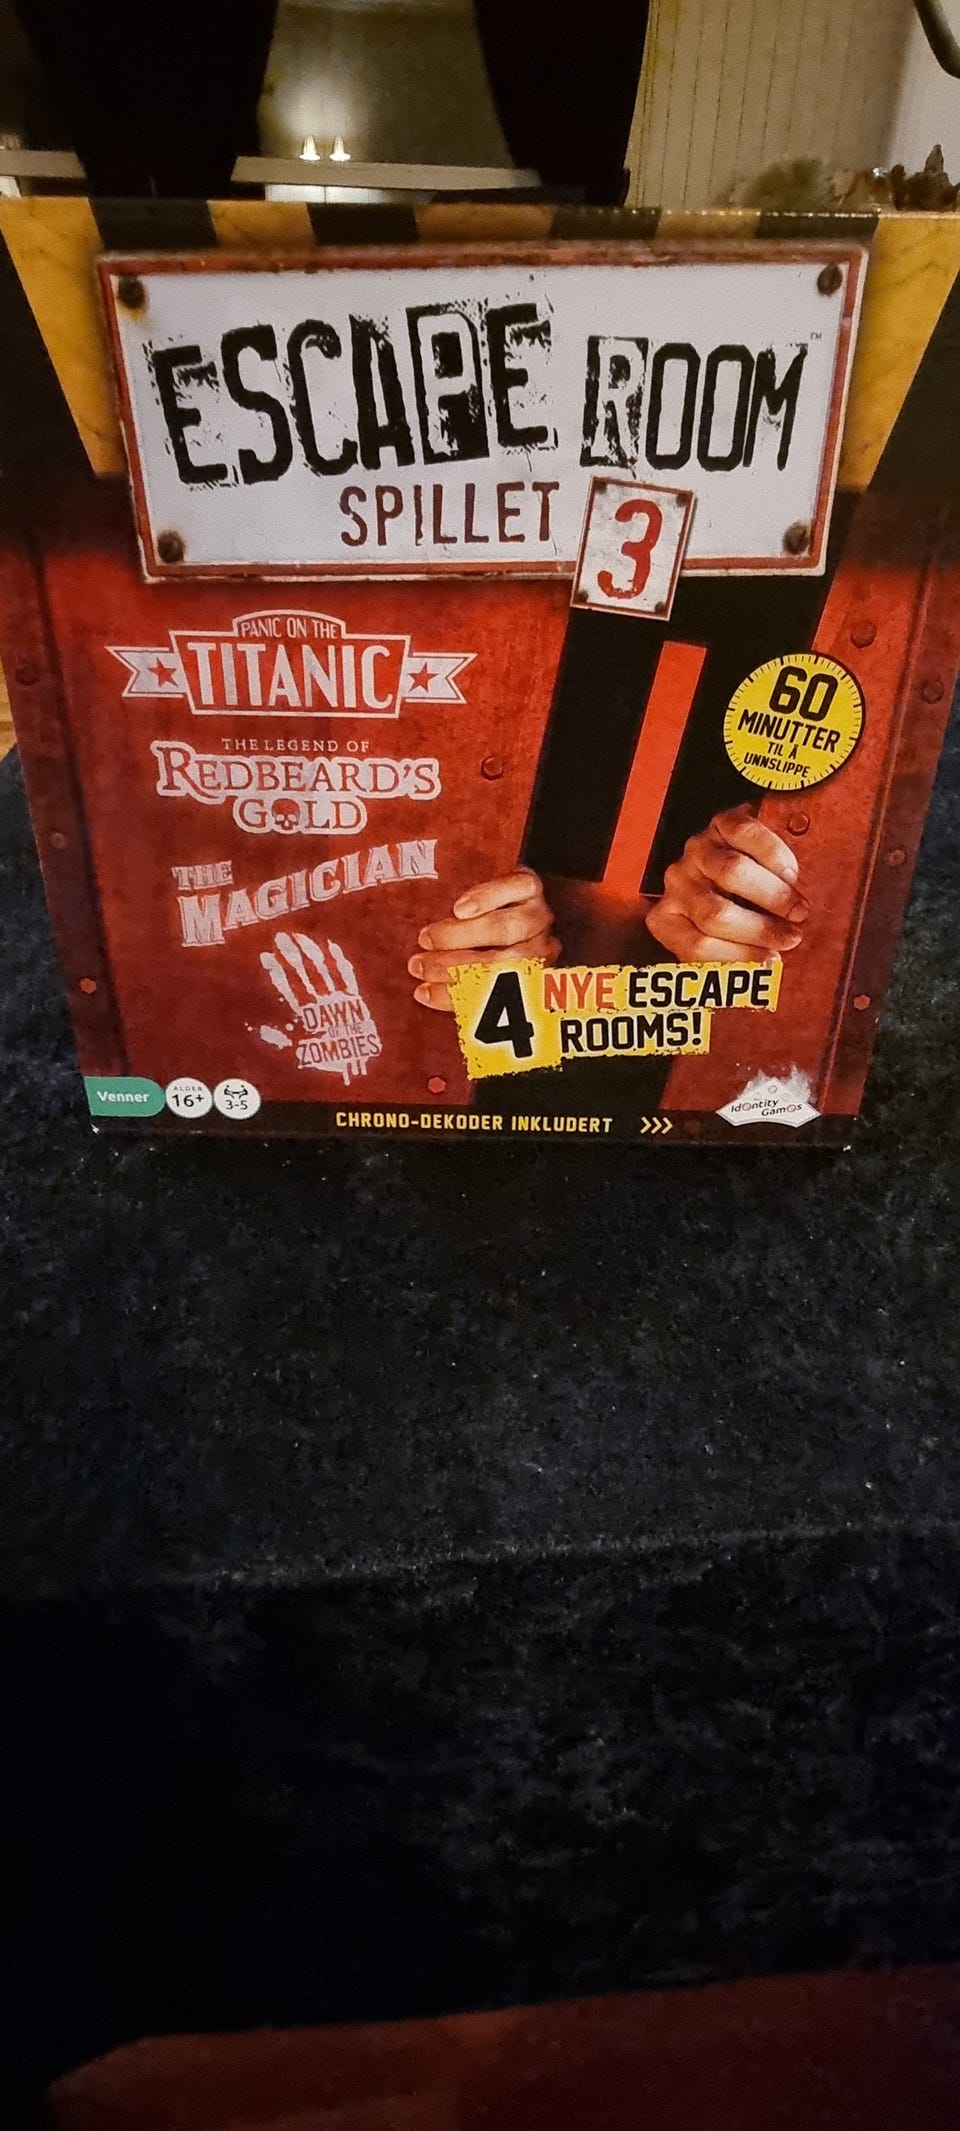 ESCAPE ROOM™
SPILLET 3
PANIC ON THE
TITANIC
THE LEGEND OF
REDBEARD'S
GOLD
THE
MAGICIAN
DAWN
OF THE
ZOMBIES
60
MINUTTER
TIL Å
UNNSLIPPE
4 NYE ESCAPE
ROOMS!
Venner
ALDER
16+
3-5
CHRONO-DEKODER INKLUDERT >>>
Identity
Games